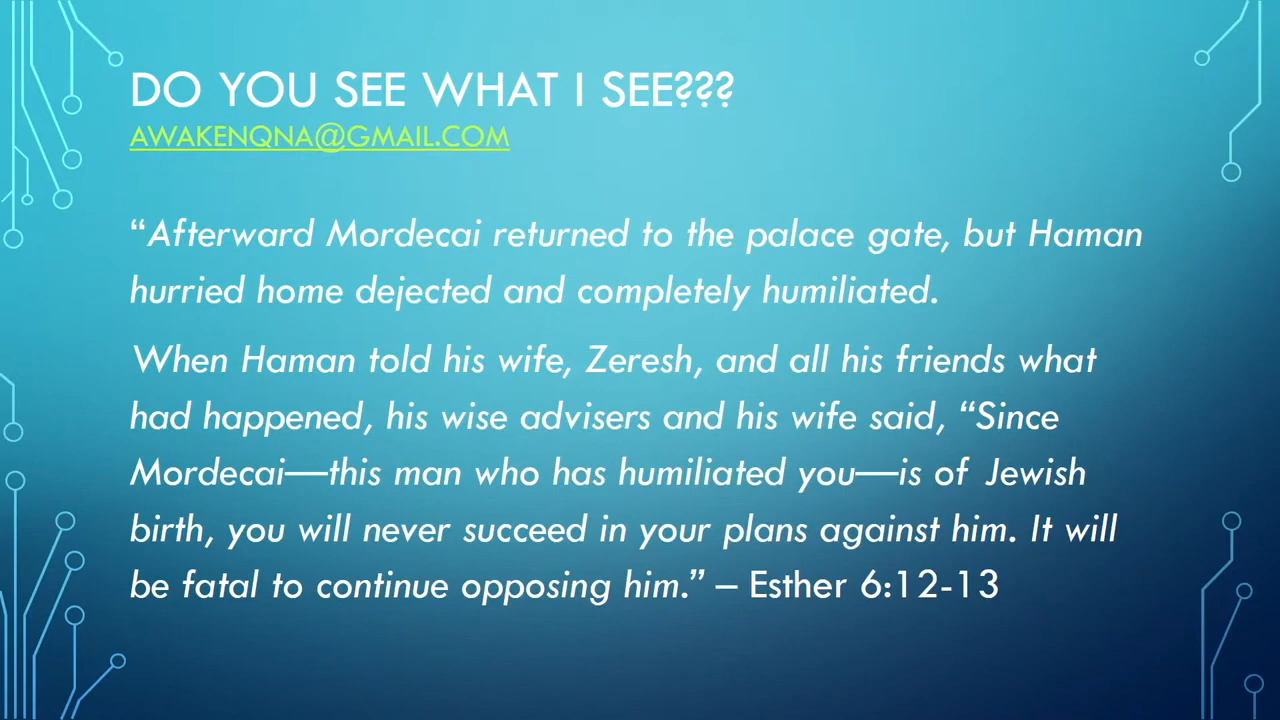 DO YOU SEE WHAT I SEE???
AWAKENQNA@GMAIL.COM
“Afterward Mordecai returned to the palace gate, but Haman
hurried home dejected and completely humiliated.
When Haman told his wife, Zeresh, and all his friends what
had happened, his wise advisers and his wife said, “Since
Mordecai—this man who has humiliated you—is of Jewish
birth, you will never succeed in your plans against him. It will
be fatal to continue opposing him.” – Esther 6:12-13